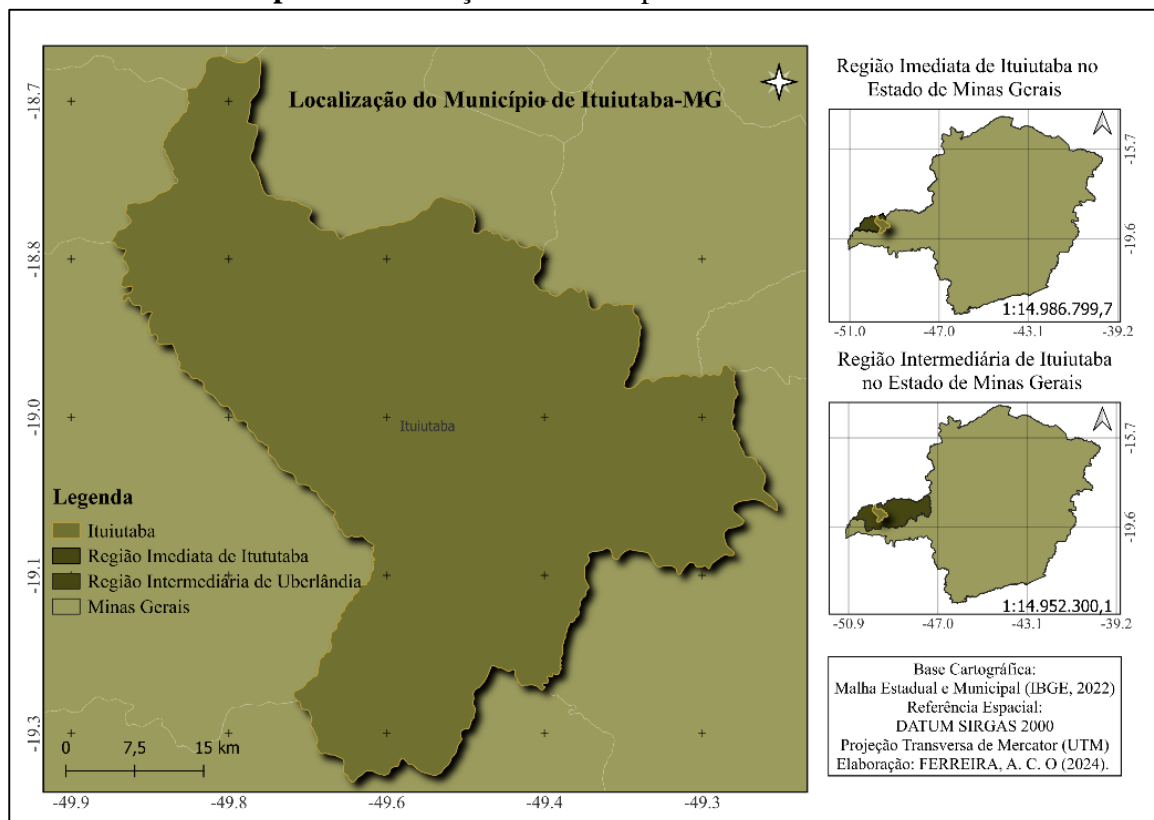 Localização do Município de Ituiutaba-MG
-18.7
-18.8
-19.0
-19.1
-19.3
Ituiutaba
Legenda
Ituiutaba
Região Imediata de Itututaba
Região Intermediária de Uberlândia
Minas Gerais
0 7,5 15 km
-49.9 -49.8 -49.6 -49.4 -49.3
Região Imediata de Ituiutaba no
Estado de Minas Gerais
-15.7
-19.6
1:14.986.799,7
-51.0 -47.0 -43.1 -39.2
Região Intermediária de Ituiutaba
no Estado de Minas Gerais
-15.7
-19.6
1:14.952.300,1
-50.9 -47.0 -43.1 -39.2
Base Cartográfica:
Malha Estadual e Municipal (IBGE, 2022)
Referência Espacial:
DATUM SIRGAS 2000
Projeção Transversa de Mercator (UTM)
Elaboração: FERREIRA, A. C. O (2024).